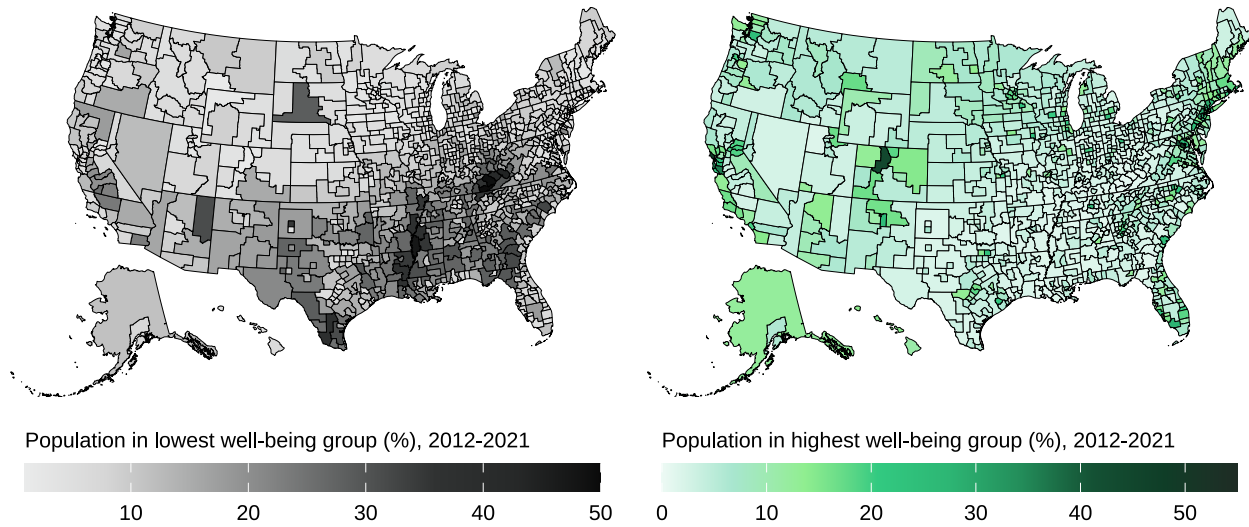 Population in lowest well-being group (%), 2012-2021
10 20 30 40 50
Population in highest well-being group (%), 2012-2021
0 10 20 30 40 50